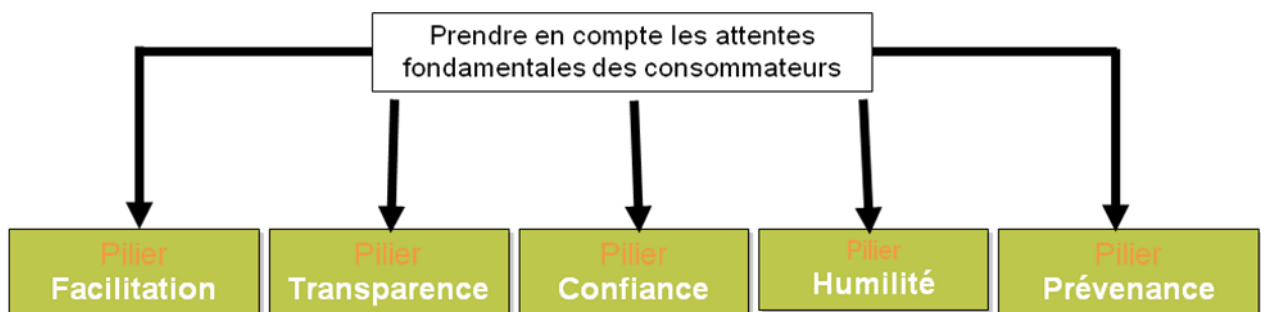 Prendre en compte les attentes
fondamentales des consommateurs
Pilier
Facilitation
Pilier
Transparence
Pilier
Confiance
Pilier
Humilité
Pilier
Prévenance